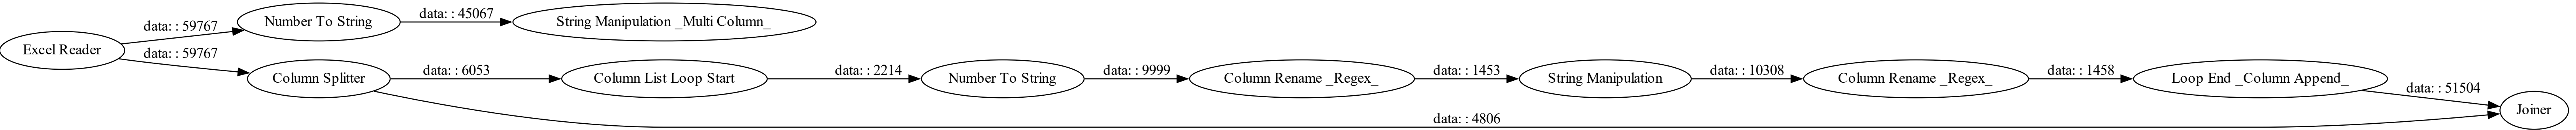 Excel Reader
data: : 59767
Number To String
data: : 45067
String Manipulation _Multi Column_
data: : 59767
Column Splitter
data: : 6053
Column List Loop Start
data: : 2214
Number To String
data: : 9999
Column Rename _Regex_
data: : 1453
String Manipulation
data: : 10308
Column Rename _Regex_
data: : 1458
Loop End _Column Append_
data: : 51504
Joiner
data: : 4806